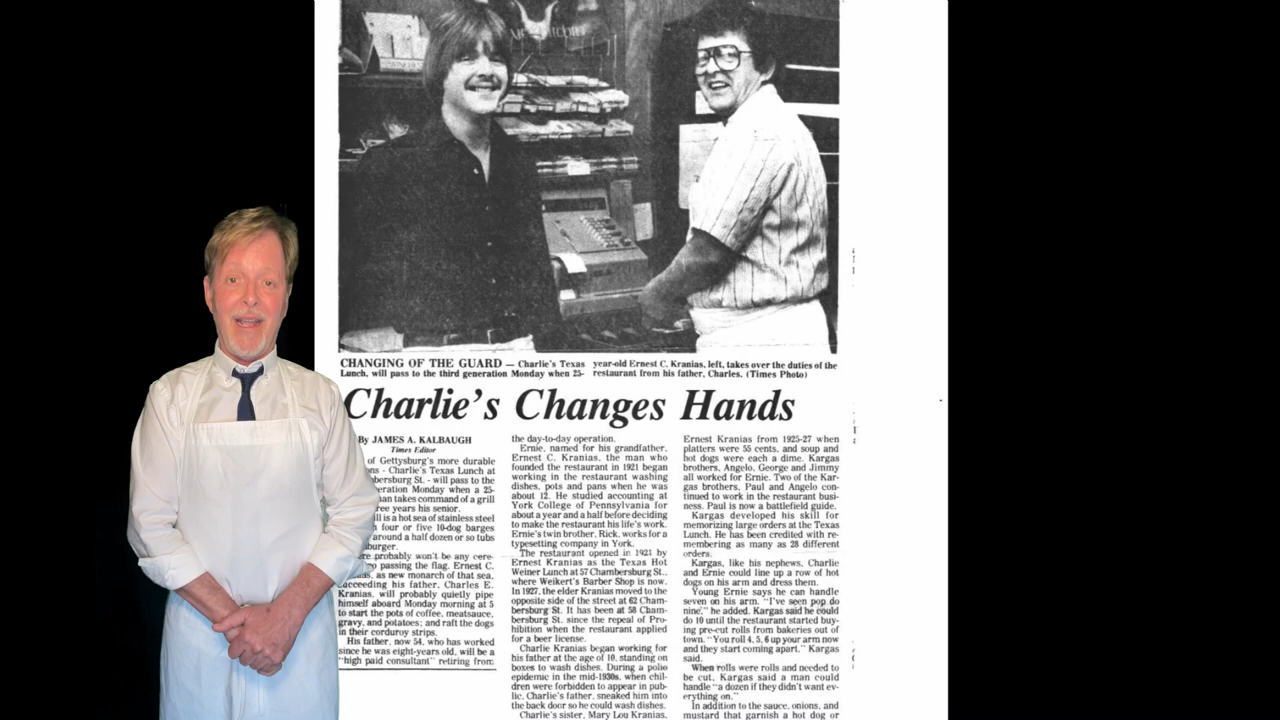 CHANGING OF THE GUARD — Charlie's Texas
Lunch, will pass to the third generation Monday when 25-
year-old Ernest C. Kranias, left, takes over the duties of the
restaurant from his father, Charles. (Times Photo)
Charlie's Changes Hands
By JAMES A. KALBAUGH
Times Editor
of Gettysburg's more durable
- Charlie's Texas Lunch at
bersburg St. - will pass to the
eration Monday when a 25-
man takes command of a grill
ree years his senior.
ill is a hot sea of stainless steel
four or five 10-dog barges
around a half dozen or so tubs
burger.
re probably won't be any cere-
passing the flag. Ernest C.
as, as new monarch of that sea,
succeeding his father, Charles E.
Kranias, will probably quietly pipe
himself aboard Monday morning at 5
to start the pots of coffee, meatsauce,
gravy, and potatoes; and raft the dogs
in their corduroy strips.
His father, now 54, who has worked
since he was eight-years old, will be a
"high paid consultant" retiring from
the day-to-day operation.
Ernie, named for his grandfather,
Ernest C. Kranias, the man who
founded the restaurant in 1921 began
working in the restaurant washing
dishes, pots and pans when he was
about 12. He studied accounting at
York College of Pennsylvania for
about a year and a half before deciding
to make the restaurant his life's work.
Ernie's twin brother, Rick, works for a
typesetting company in York.
The restaurant opened in 1921 by
Ernest Kranias as the Texas Hot
Weiner Lunch at 57 Chambersburg St.,
where Weikert's Barber Shop is now.
In 1927, the elder Kranias moved to the
opposite side of the street at 62 Cham-
bersburg St. It has been at 58 Cham-
bersburg St. since the repeal of Pro-
hibition when the restaurant applied
for a beer license.
Charlie Kranias began working for
his father at the age of 10, standing on
boxes to wash dishes. During a polio
epidemic in the mid-1930s, when chil-
dren were forbidden to appear in pub-
lic, Charlie's father, sneaked him into
the back door so he could wash dishes.
Charlie's sister, Mary Lou Kranias,
Ernest Kranias from 1925-27 when
platters were 55 cents, and soup and
hot dogs were each a dime. Kargas
brothers, Angelo, George and Jimmy
all worked for Ernie. Two of the Kar-
gas brothers, Paul and Angelo con-
tinued to work in the restaurant busi-
ness. Paul is now a battlefield guide.
Kargas developed his skill for
memorizing large orders at the Texas
Lunch. He has been credited with re-
membering as many as 28 different
orders.
Kargas, like his nephews, Charlie
and Ernie could line up a row of hot
dogs on his arm and dress them.
Young Ernie says he can handle
seven on his arm. "I've seen pop do
nine," he added. Kargas said he could
do 10 until the restaurant started buy-
ing pre-cut rolls from bakeries out of
town. "You roll 4, 5, 6 up your arm now
and they start coming apart." Kargas
said.
When rolls were rolls and needed to
be cut, Kargas said a man could
handle "a dozen if they didn't want ev-
erything on."
In addition to the sauce, onions, and
mustard that garnish a hot dog or